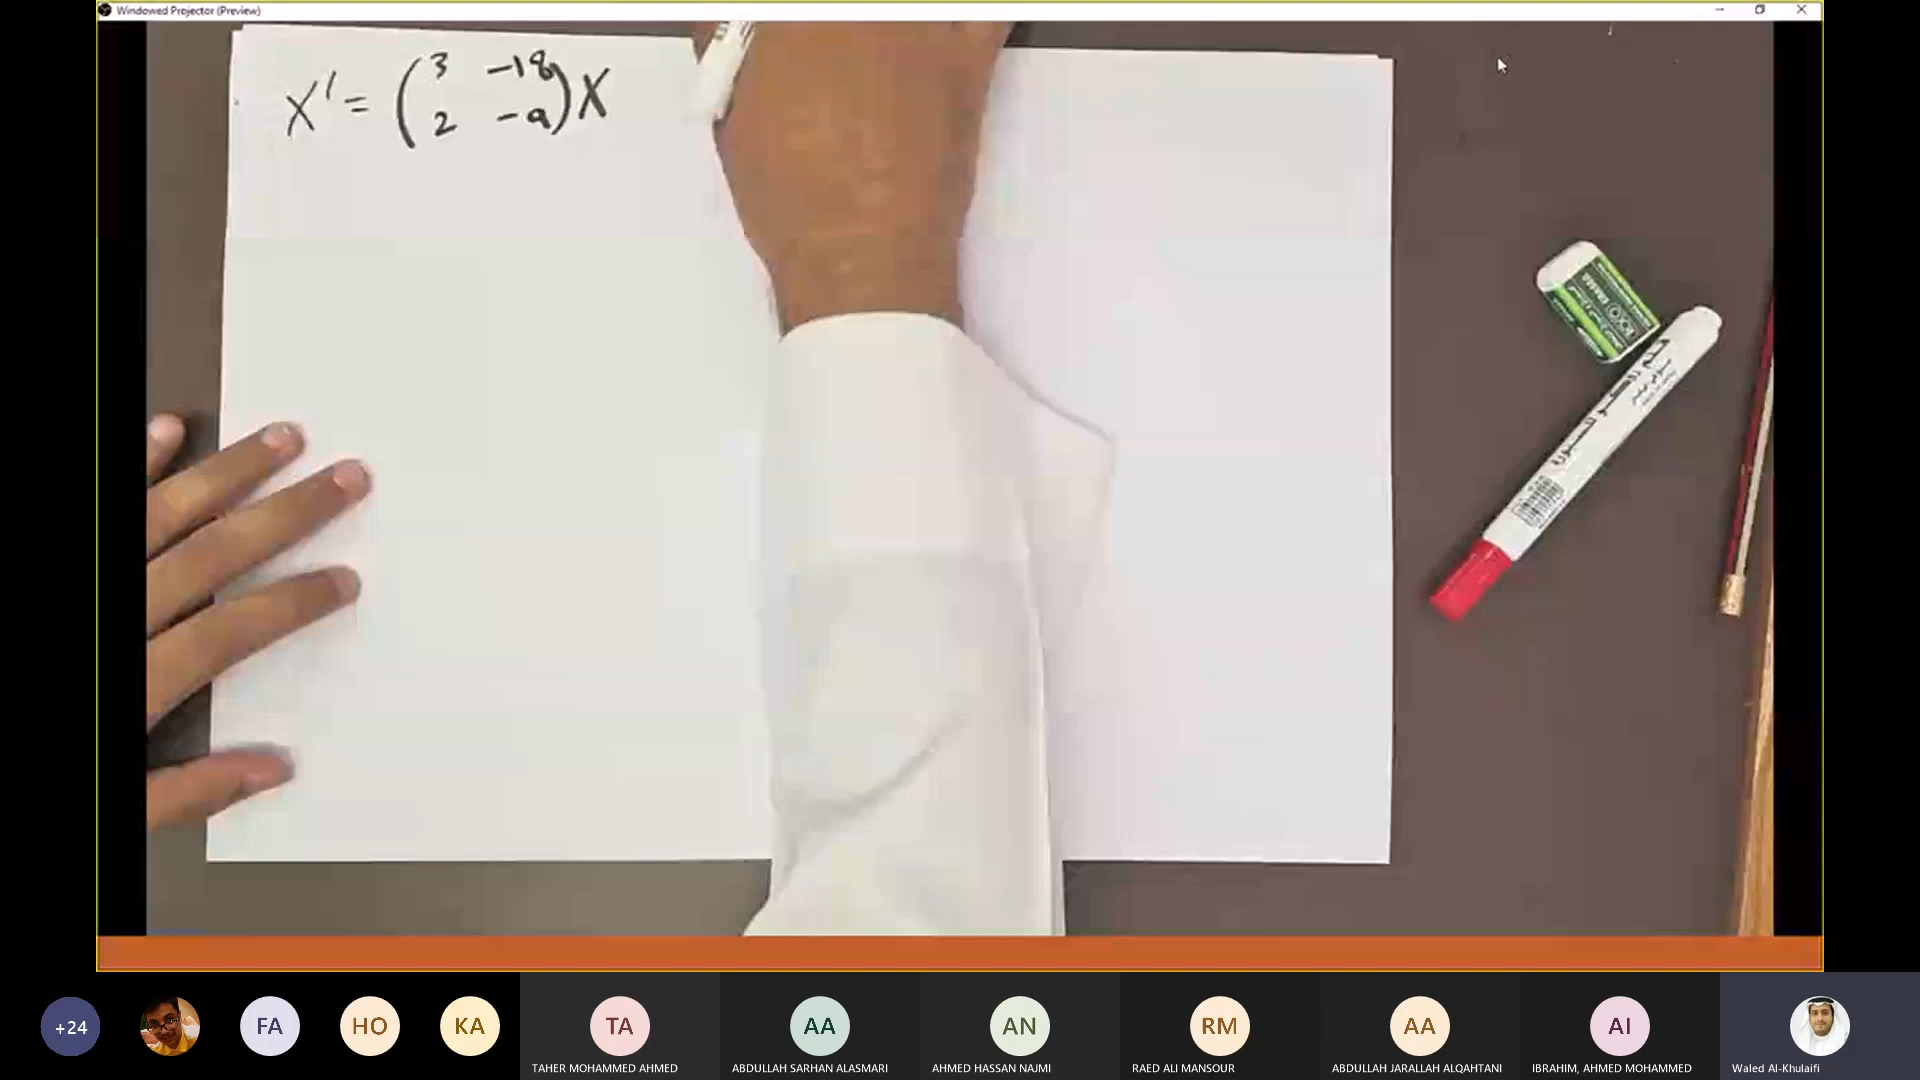 Windowed Projector (Preview)
X' = ( 3 -18
2 -9 ) X
+24
FA
HO
KA
TA
AA
AN
RM
AA
AI
TAHER MOHAMMED AHMED
ABDULLAH SARHAN ALASMARI
AHMED HASSAN NAJMI
RAED ALI MANSOUR
ABDULLAH JARALLAH ALQAHTANI
IBRAHIM, AHMED MOHAMMED
Waled Al-Khulaifi